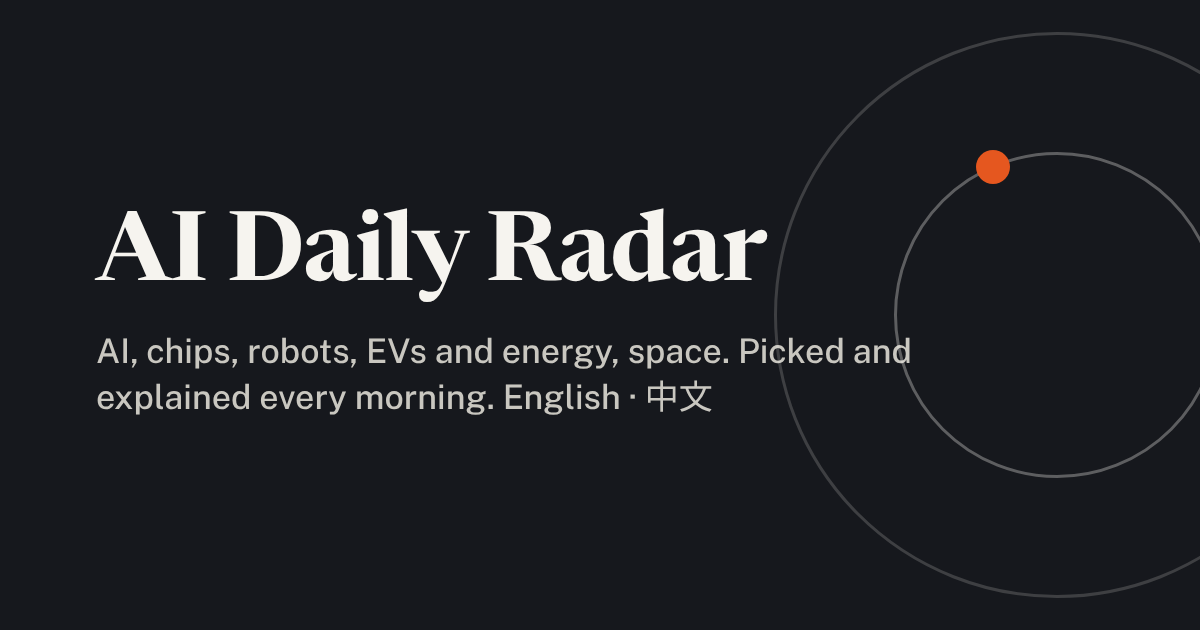 AI Daily Radar
AI, chips, robots, EVs and energy, space. Picked and
explained every morning. English · 中文